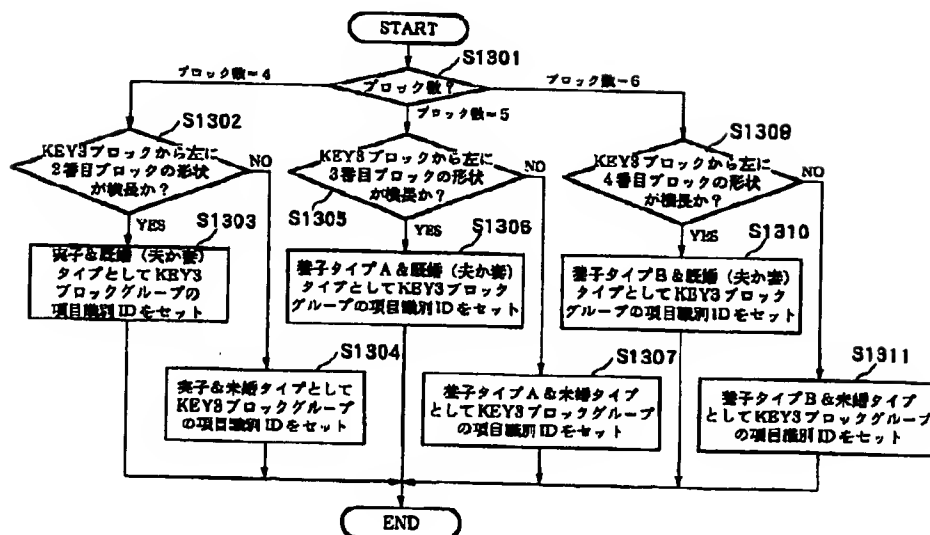 START
S1301
ブロック数=4
ブロック数?
ブロック数=6
ブロック数=5
S1302
KEY3ブロックから左に
2番目ブロックの形状
が横長か?
NO
YES
S1305
KEY3ブロックから左に
3番目ブロックの形状
が横長か?
NO
YES
S1309
KEY3ブロックから左に
4番目ブロックの形状
が横長か?
NO
YES
S1303
実子&既婚(夫か妻)
タイプとしてKEY3
ブロックグループの
項目識別IDをセット
S1306
養子タイプA&既婚(夫か妻)
タイプとしてKEY3ブロック
グループの項目識別IDをセット
S1310
養子タイプB&既婚(夫か妻)
タイプとしてKEY3ブロック
グループの項目識別IDをセット
S1304
実子&未婚タイプとして
KEY3ブロックグループ
の項目識別IDをセット
S1307
養子タイプA&未婚タイプ
としてKEY3ブロックグループ
の項目識別IDをセット
S1311
養子タイプB&未婚タイプ
としてKEY3ブロックグループ
の項目識別IDをセット
END